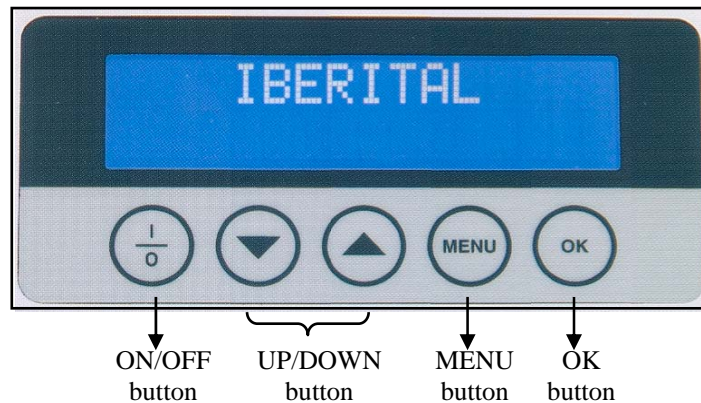 IBERITAL
I
O
MENU
OK
ON/OFF
button
UP/DOWN
button
MENU
button
OK
button